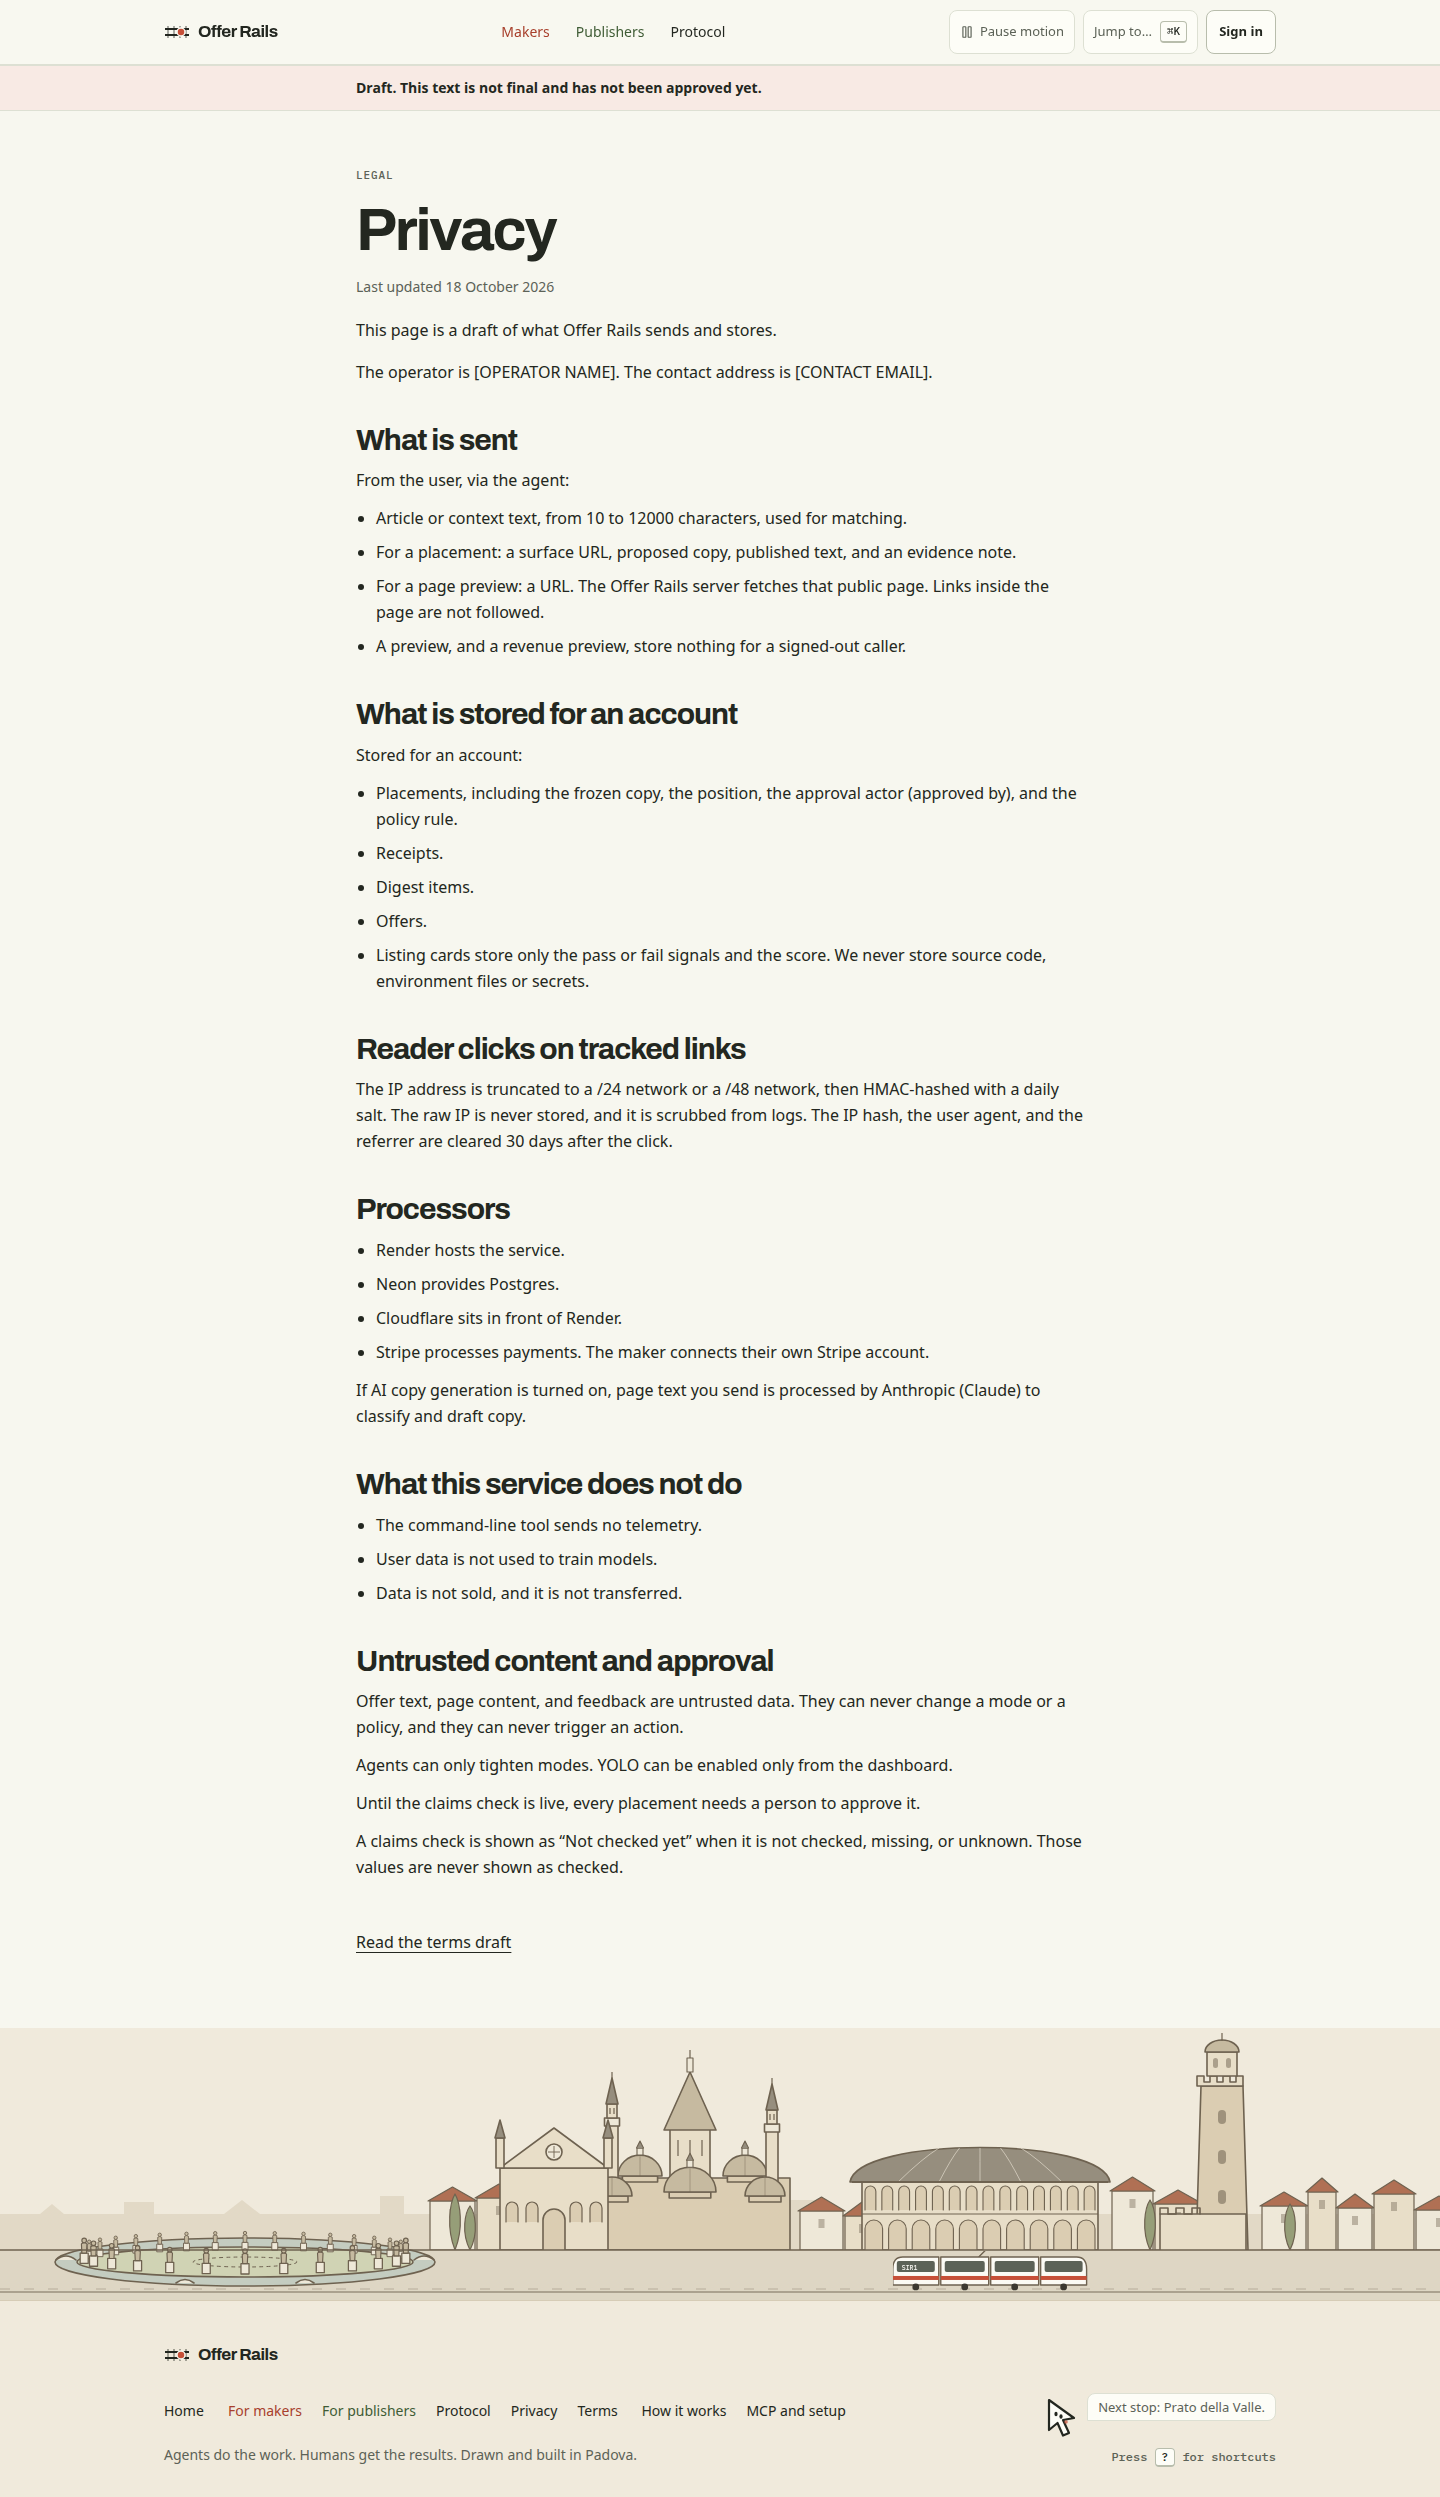 Offer Rails
Makers
Publishers
Protocol
Pause motion
Jump to...
⌘K
Sign in
Draft. This text is not final and has not been approved yet.
LEGAL
Privacy
Last updated 18 October 2026
This page is a draft of what Offer Rails sends and stores.
The operator is [OPERATOR NAME]. The contact address is [CONTACT EMAIL].
What is sent
From the user, via the agent:
Article or context text, from 10 to 12000 characters, used for matching.
For a placement: a surface URL, proposed copy, published text, and an evidence note.
For a page preview: a URL. The Offer Rails server fetches that public page. Links inside the
page are not followed.
A preview, and a revenue preview, store nothing for a signed-out caller.
What is stored for an account
Stored for an account:
Placements, including the frozen copy, the position, the approval actor (approved by), and the
policy rule.
Receipts.
Digest items.
Offers.
Listing cards store only the pass or fail signals and the score. We never store source code,
environment files or secrets.
Reader clicks on tracked links
The IP address is truncated to a /24 network or a /48 network, then HMAC-hashed with a daily
salt. The raw IP is never stored, and it is scrubbed from logs. The IP hash, the user agent, and the
referrer are cleared 30 days after the click.
Processors
Render hosts the service.
Neon provides Postgres.
Cloudflare sits in front of Render.
Stripe processes payments. The maker connects their own Stripe account.
If AI copy generation is turned on, page text you send is processed by Anthropic (Claude) to
classify and draft copy.
What this service does not do
The command-line tool sends no telemetry.
User data is not used to train models.
Data is not sold, and it is not transferred.
Untrusted content and approval
Offer text, page content, and feedback are untrusted data. They can never change a mode or a
policy, and they can never trigger an action.
Agents can only tighten modes. YOLO can be enabled only from the dashboard.
Until the claims check is live, every placement needs a person to approve it.
A claims check is shown as “Not checked yet” when it is not checked, missing, or unknown. Those
values are never shown as checked.
Read the terms draft
SIR1
Offer Rails
Home
For makers
For publishers
Protocol
Privacy
Terms
How it works
MCP and setup
Next stop: Prato della Valle.
Agents do the work. Humans get the results. Drawn and built in Padova.
Press ? for shortcuts